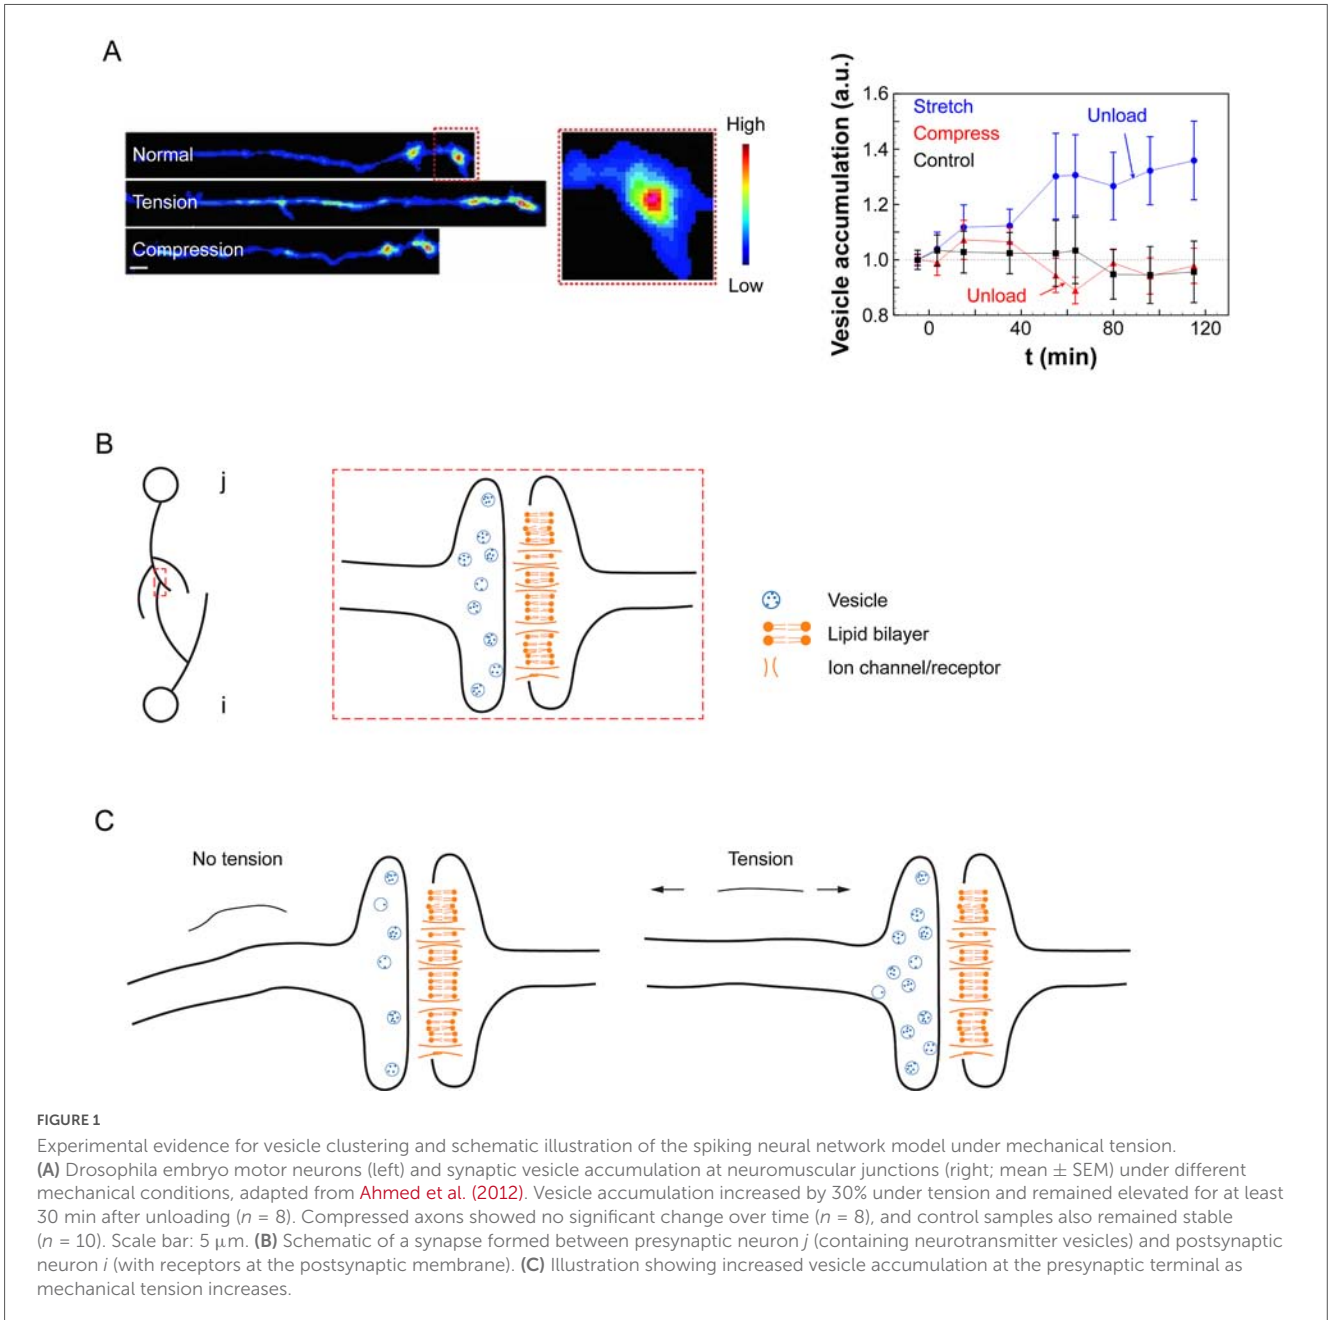 A
Normal
Tension
Compression
High
Low
Vesicle accumulation (a.u.)
1.6
1.4
1.2
1.0
0.8
Stretch
Compress
Control
Unload
Unload
0
40
80
120
t (min)
B
j
i
Vesicle
Lipid bilayer
Ion channel/receptor
C
No tension
Tension
FIGURE 1
Experimental evidence for vesicle clustering and schematic illustration of the spiking neural network model under mechanical tension.
(A) Drosophila embryo motor neurons (left) and synaptic vesicle accumulation at neuromuscular junctions (right; mean ± SEM) under different
mechanical conditions, adapted from Ahmed et al. (2012). Vesicle accumulation increased by 30% under tension and remained elevated for at least
30 min after unloading (n = 8). Compressed axons showed no significant change over time (n = 8), and control samples also remained stable
(n = 10). Scale bar: 5 μm. (B) Schematic of a synapse formed between presynaptic neuron j (containing neurotransmitter vesicles) and postsynaptic
neuron i (with receptors at the postsynaptic membrane). (C) Illustration showing increased vesicle accumulation at the presynaptic terminal as
mechanical tension increases.